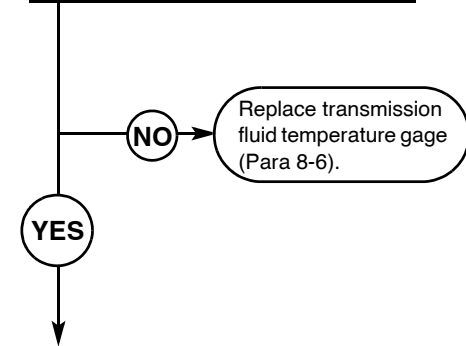 NO
Replace transmission
fluid temperature gage
(Para 8-6).
YES